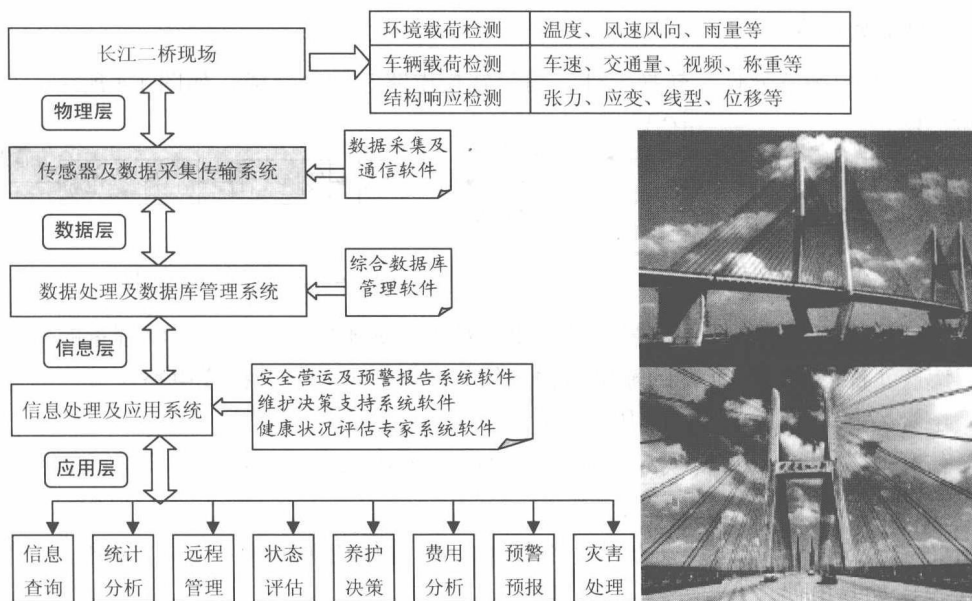 长江二桥现场
环境载荷检测 温度、风速风向、雨量等
车辆载荷检测 车速、交通量、视频、称重等
结构响应检测 张力、应变、线型、位移等
物理层
传感器及数据采集传输系统
数据采集及
通信软件
数据层
数据处理及数据库管理系统
综合数据库
管理软件
信息层
信息处理及应用系统
安全营运及预警报告系统软件
维护决策支持系统软件
健康状况评估专家系统软件
应用层
信息
查询
统计
分析
远程
管理
状态
评估
养护
决策
费用
分析
预警
预报
灾害
处理